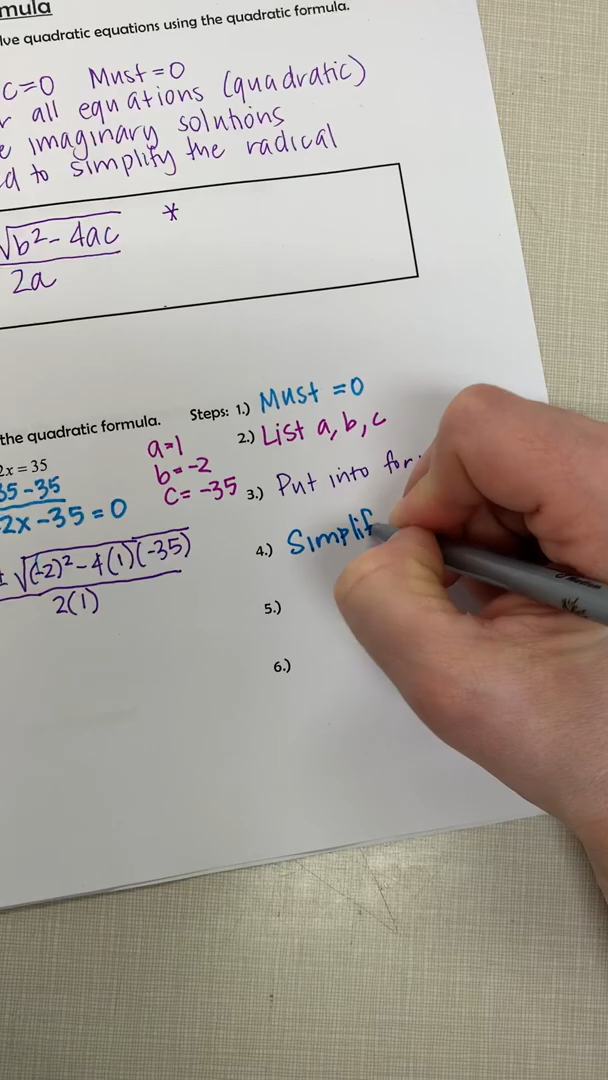 mula
lve quadratic equations using the quadratic formula.
c=0 Must=0
r all equations (quadratic)
e imaginary solutions
d to simplify the radical
√b²-4ac *
2a
the quadratic formula. Steps: 1.) Must =0
2x = 35 a=1 2.) List a, b, c
35 -35 b=-2
-2x -35 = 0 c= -35 3.) Put into for
± √(-2)²-4(1)(-35) 4.) Simplif
2(1) 5.)
6.)